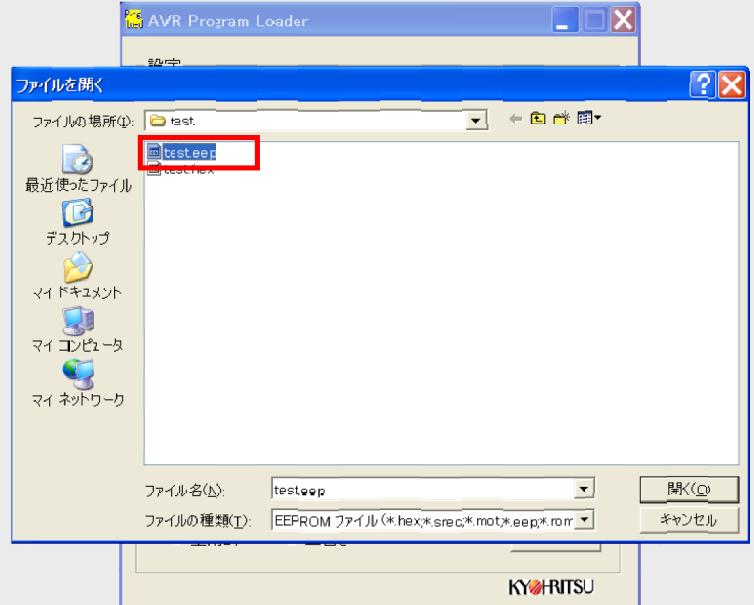 AVR Program Loader
設定
ファイルを開く
ファイルの場所(I):
test
test.eep
test.hex
最近使ったファイル
デスクトップ
マイ ドキュメント
マイ コンピュータ
マイ ネットワーク
ファイル名(N):
test.eep
開く(O)
ファイルの種類(T):
EEPROM ファイル (*.hex;*.srec;*.mot;*.eep;*.rom
キャンセル
KYOHRITSU